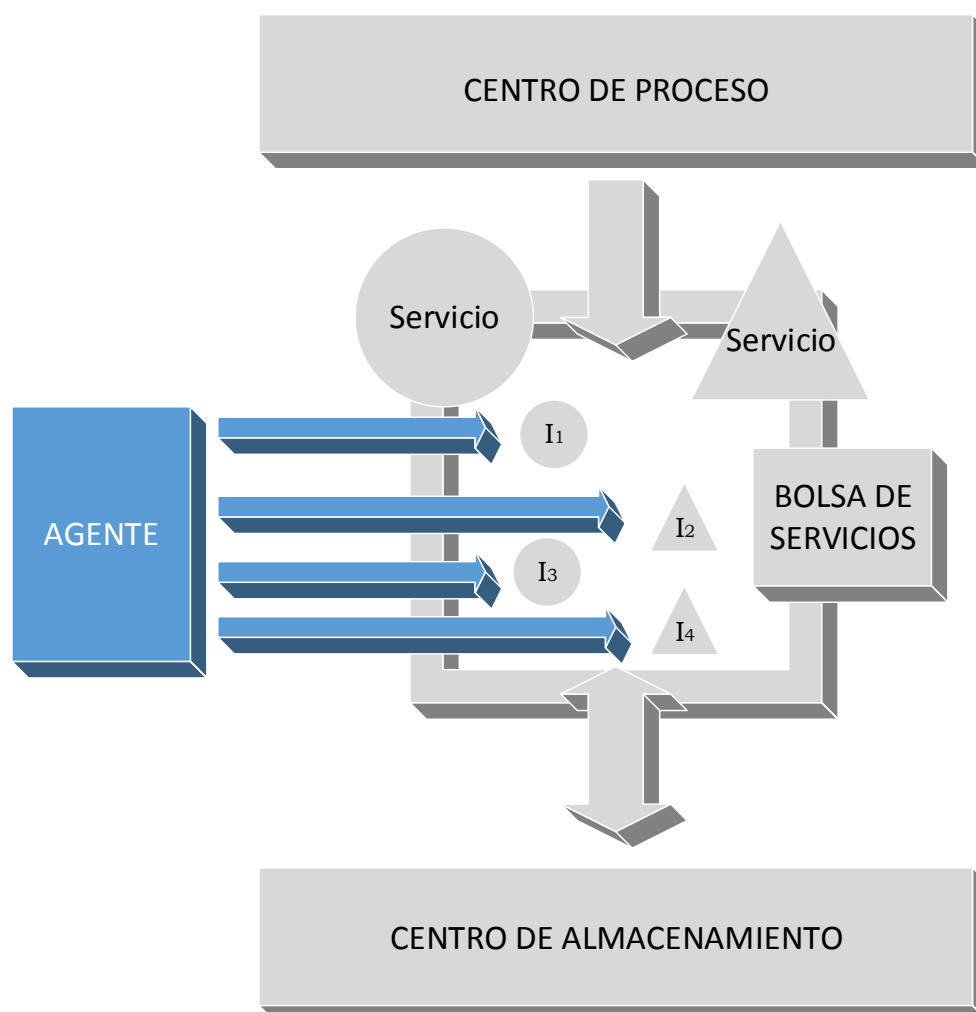 CENTRO DE PROCESO
Servicio
Servicio
I1
BOLSA DE
SERVICIOS
AGENTE
I2
I3
I4
CENTRO DE ALMACENAMIENTO